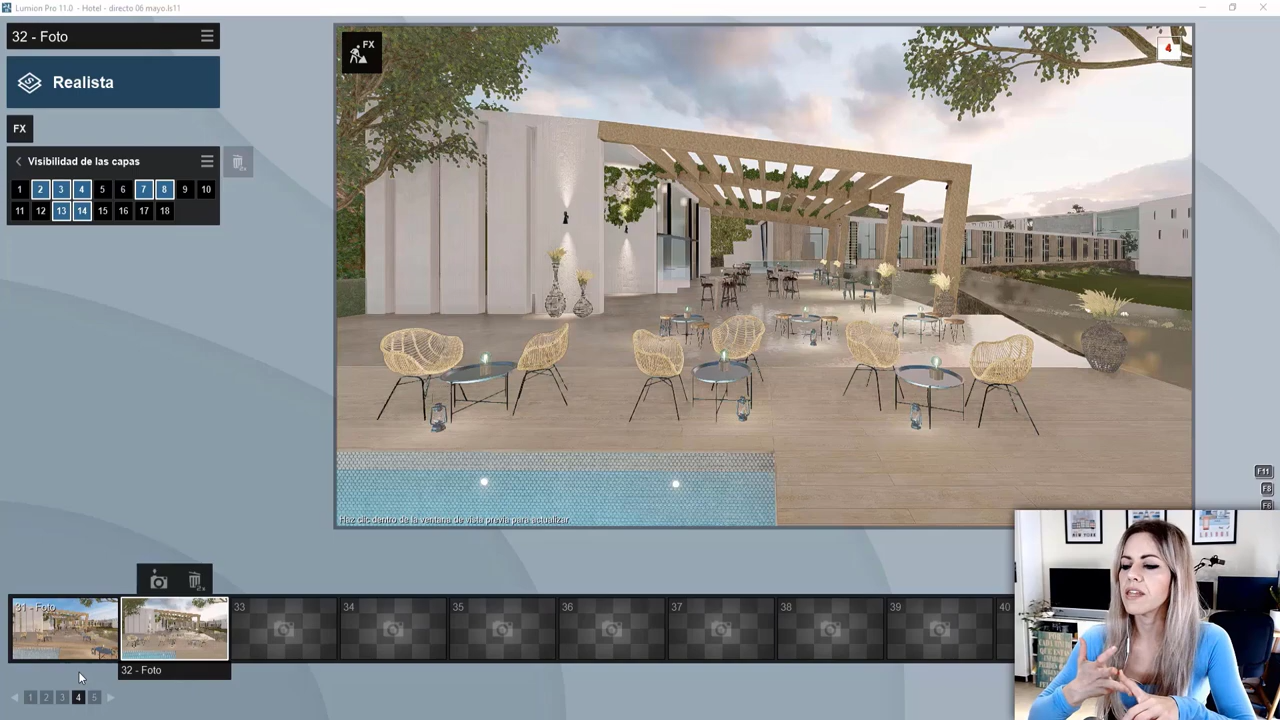 Lumion Pro 11.0 - Hotel - directo 06 mayo.ls11
32 - Foto
Realista
FX
Visibilidad de las capas
1 2 3 4 5 6 7 8 9 10
11 12 13 14 15 16 17 18
FX
4
Haz clic dentro de la ventana de vista previa para actualizar.
F11
F8
NEW YORK
31 - Foto
33 34 35 36 37 38 39 40
32 - Foto
1 2 3 4 5